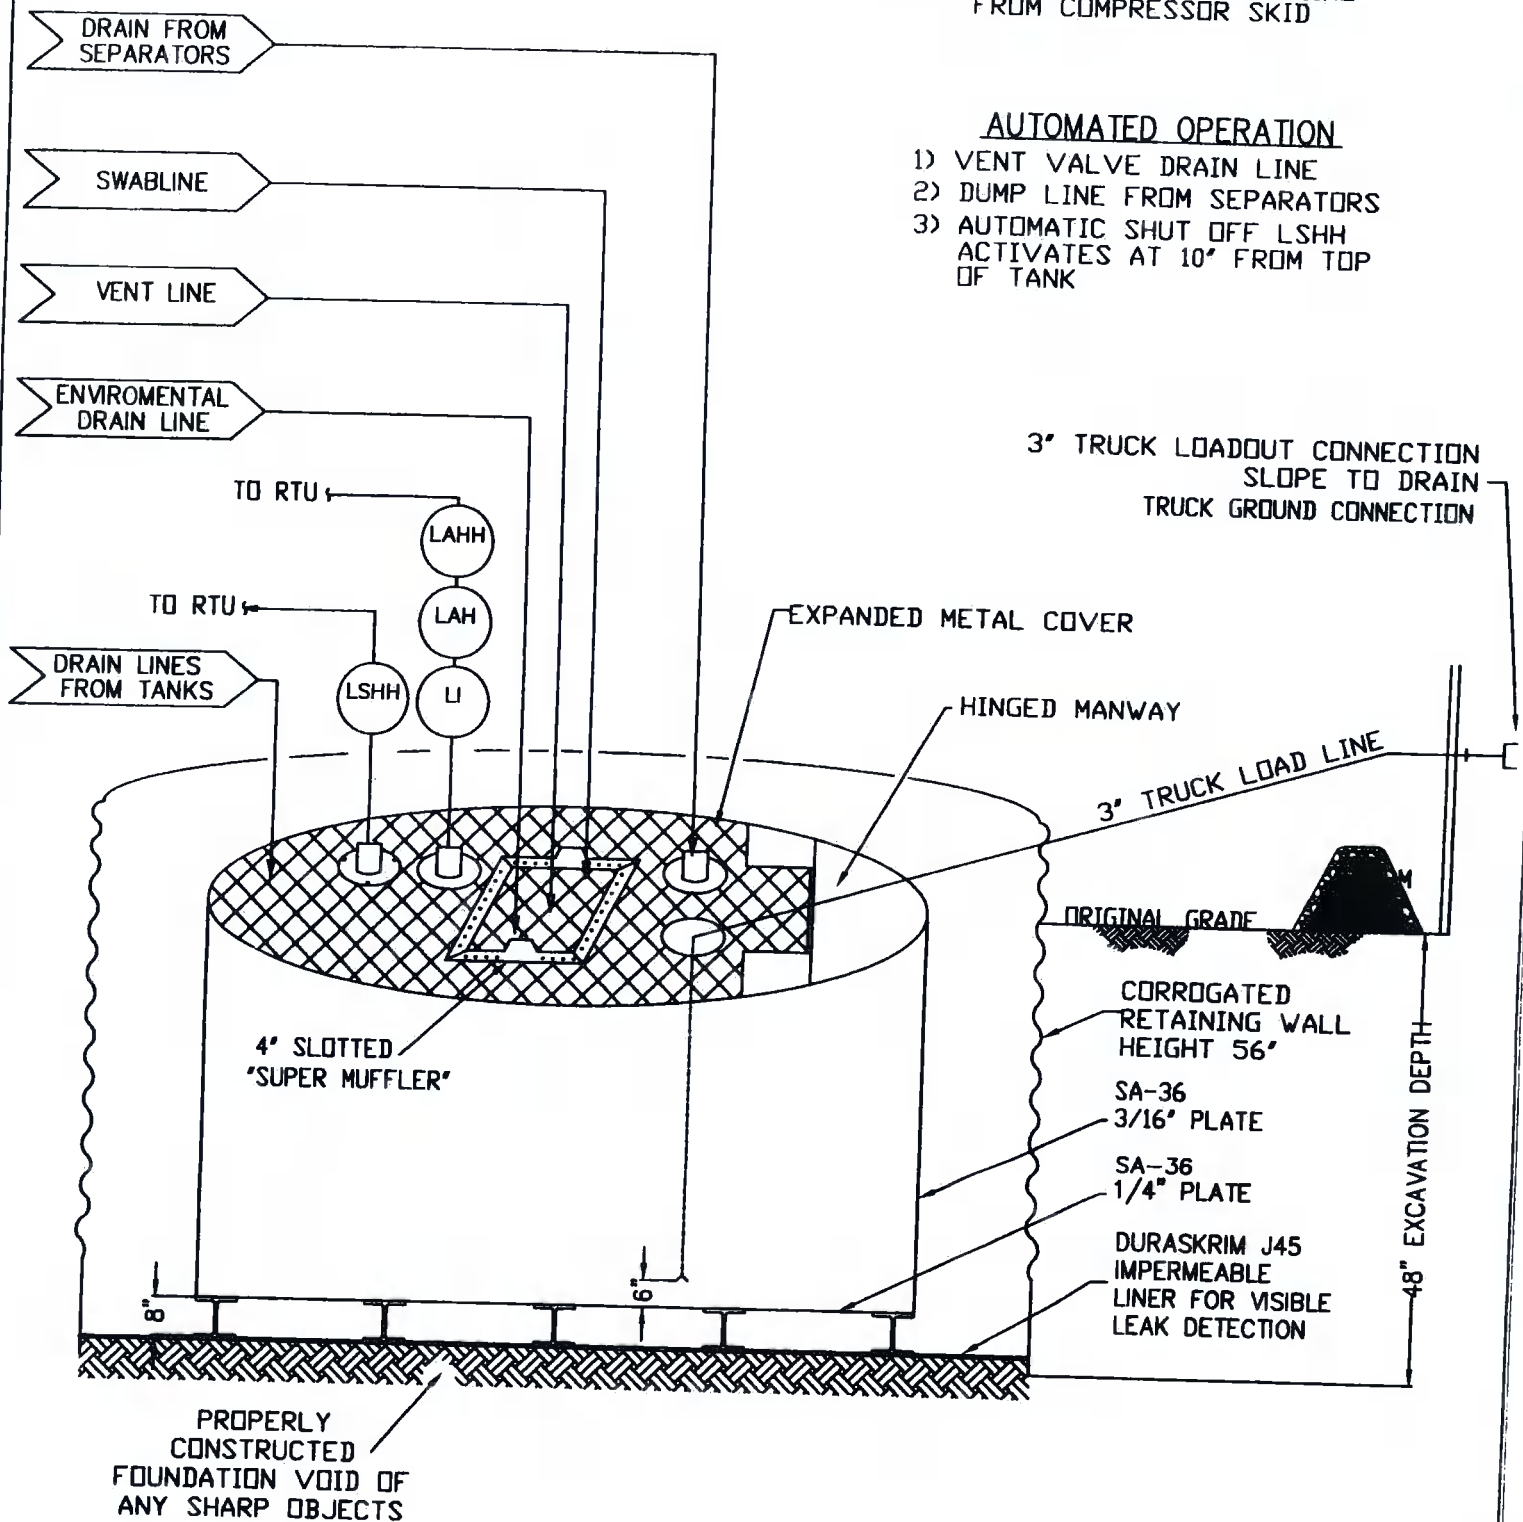 FROM COMPRESSOR SKID
DRAIN FROM
SEPARATORS
AUTOMATED OPERATION
1) VENT VALVE DRAIN LINE
2) DUMP LINE FROM SEPARATORS
3) AUTOMATIC SHUT OFF LSHH
ACTIVATES AT 10" FROM TOP
OF TANK
SWABLINE
VENT LINE
ENVIROMENTAL
DRAIN LINE
3" TRUCK LOADOUT CONNECTION
SLOPE TO DRAIN
TRUCK GROUND CONNECTION
TO RTU
LAHH
TO RTU
LAH
EXPANDED METAL COVER
DRAIN LINES
FROM TANKS
LSHH
LI
HINGED MANWAY
3" TRUCK LOAD LINE
ORIGINAL GRADE
M
CORROGATED
RETAINING WALL
HEIGHT 56"
4" SLOTTED
"SUPER MUFFLER"
SA-36
3/16" PLATE
SA-36
1/4" PLATE
48" EXCAVATION DEPTH
DURASKRIM J45
IMPERMEABLE
LINER FOR VISIBLE
LEAK DETECTION
8"
6"
PROPERLY
CONSTRUCTED
FOUNDATION VOID OF
ANY SHARP OBJECTS